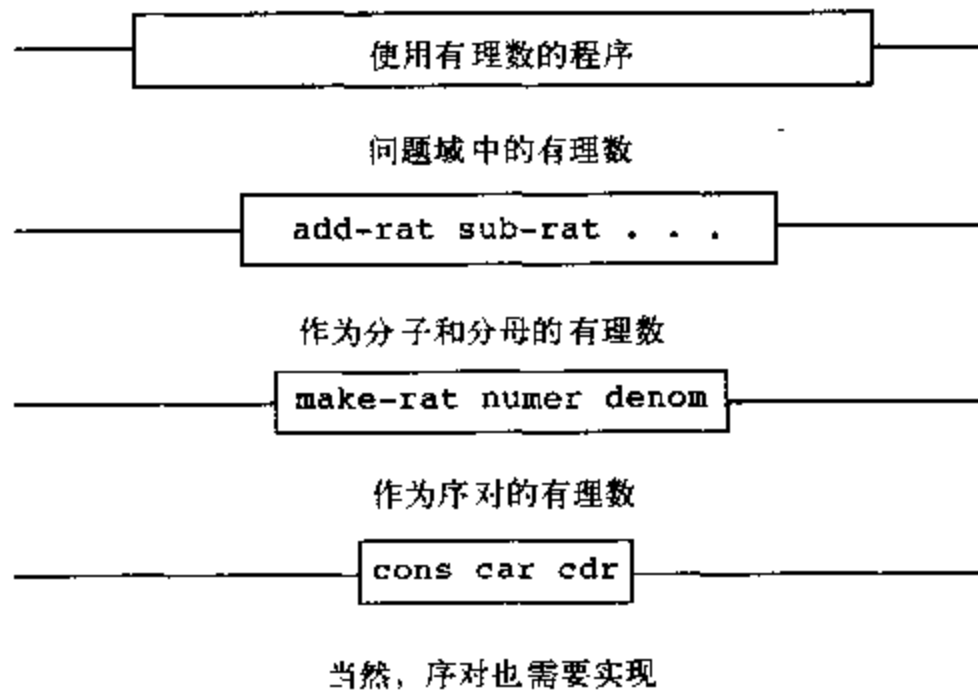 使用有理数的程序
问题域中的有理数
add-rat sub-rat . . .
作为分子和分母的有理数
make-rat numer denom
作为序对的有理数
cons car cdr
当然，序对也需要实现